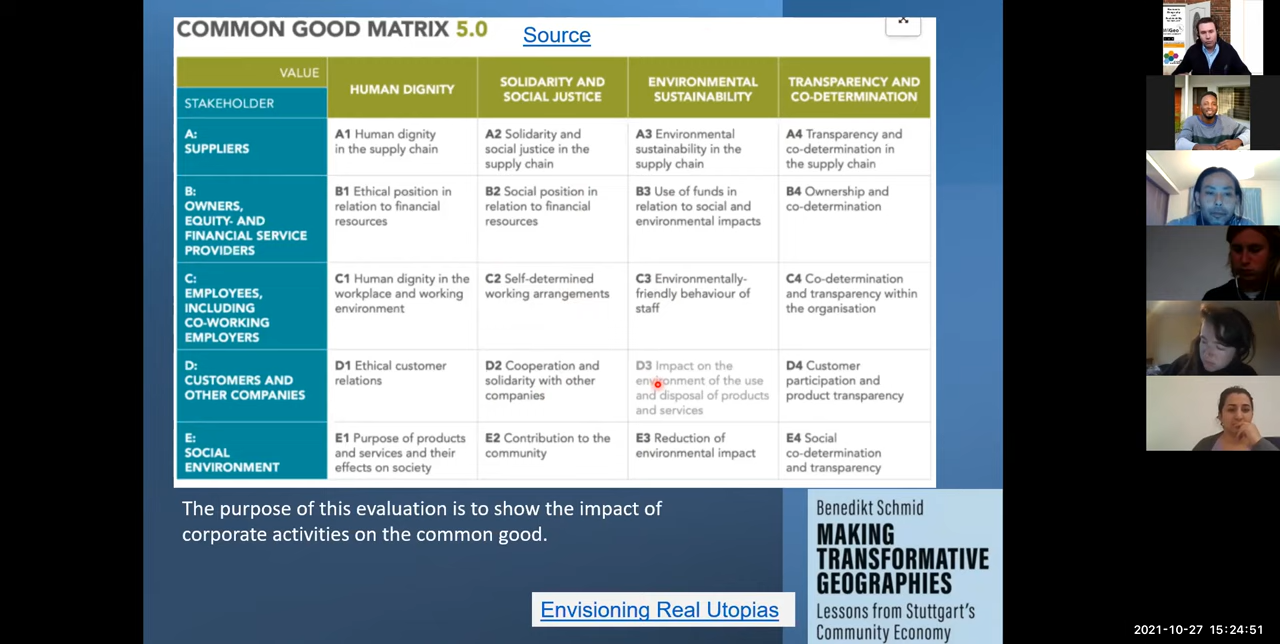 COMMON GOOD MATRIX 5.0
Source
VALUE
STAKEHOLDER
HUMAN DIGNITY
SOLIDARITY AND
SOCIAL JUSTICE
ENVIRONMENTAL
SUSTAINABILITY
TRANSPARENCY AND
CO-DETERMINATION
A:
SUPPLIERS
A1 Human dignity
in the supply chain
A2 Solidarity and
social justice in the
supply chain
A3 Environmental
sustainability in the
supply chain
A4 Transparency and
co-determination in
the supply chain
B:
OWNERS,
EQUITY- AND
FINANCIAL SERVICE
PROVIDERS
B1 Ethical position in
relation to financial
resources
B2 Social position in
relation to financial
resources
B3 Use of funds in
relation to social and
environmental impacts
B4 Ownership and
co-determination
C:
EMPLOYEES,
INCLUDING
CO-WORKING
EMPLOYERS
C1 Human dignity in the
workplace and working
environment
C2 Self-determined
working arrangements
C3 Environmentally-
friendly behaviour of
staff
C4 Co-determination
and transparency within
the organisation
D:
CUSTOMERS AND
OTHER COMPANIES
D1 Ethical customer
relations
D2 Cooperation and
solidarity with other
companies
D3 Impact on the
environment of the use
and disposal of products
and services
D4 Customer
participation and
product transparency
E:
SOCIAL
ENVIRONMENT
E1 Purpose of products
and services and their
effects on society
E2 Contribution to the
community
E3 Reduction of
environmental impact
E4 Social
co-determination
and transparency
The purpose of this evaluation is to show the impact of
corporate activities on the common good.
Envisioning Real Utopias
Benedikt Schmid
MAKING
TRANSFORMATIVE
GEOGRAPHIES
Lessons from Stuttgart's
Community Economy
2021-10-27 15:24:51